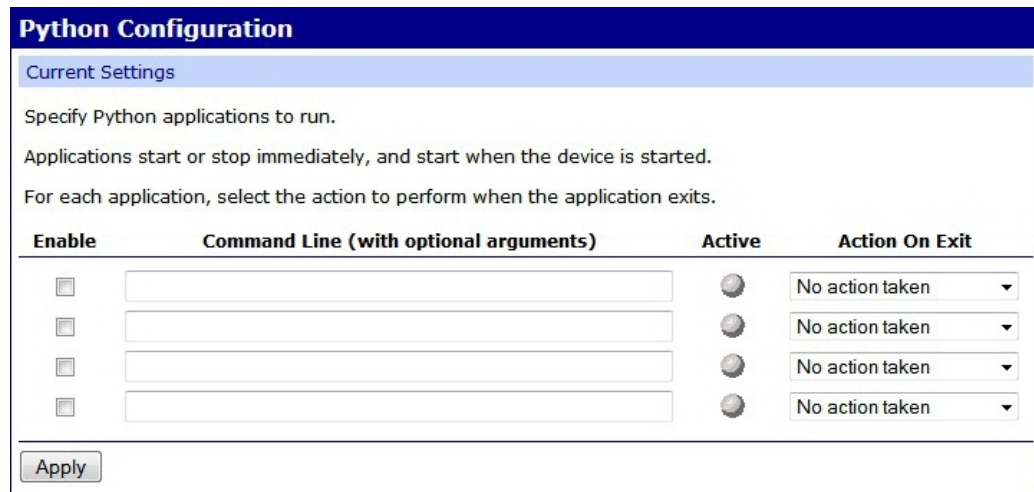 Python Configuration
Current Settings
Specify Python applications to run.
Applications start or stop immediately, and start when the device is started.
For each application, select the action to perform when the application exits.
Enable Command Line (with optional arguments) Active Action On Exit
No action taken
No action taken
No action taken
No action taken
Apply